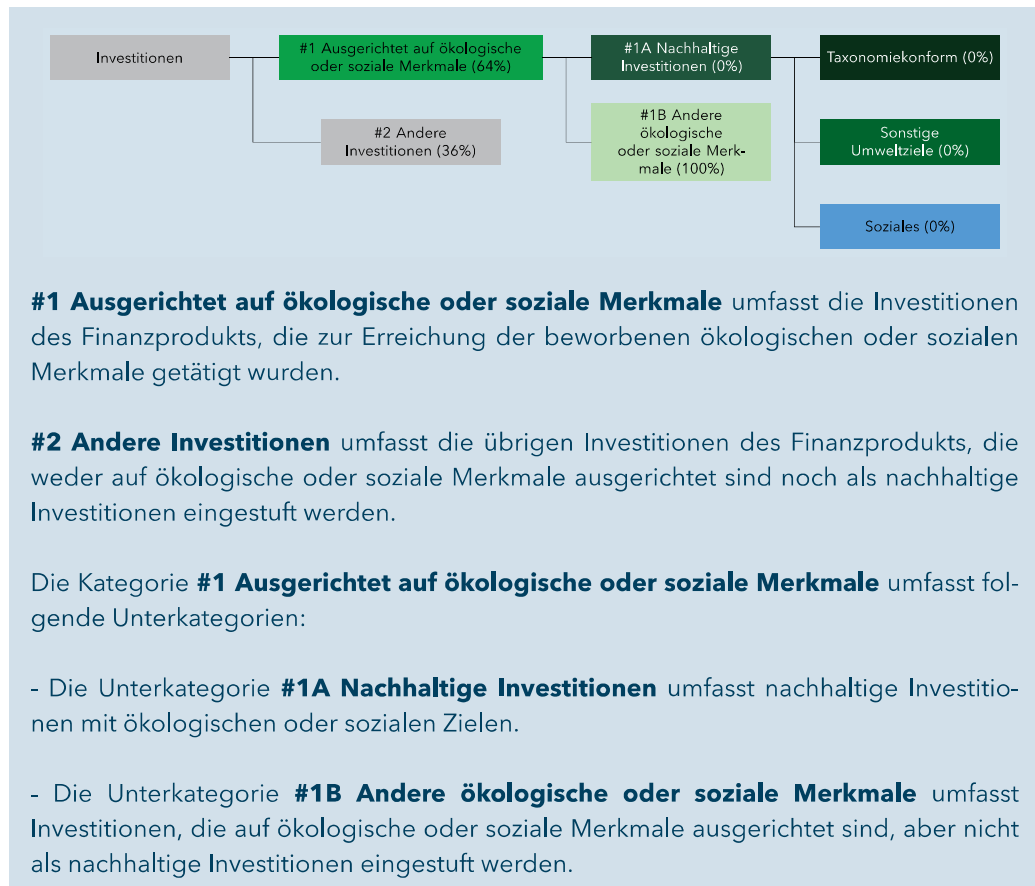 Investitionen
#1 Ausgerichtet auf ökologische
oder soziale Merkmale (64%)
#1A Nachhaltige
Investitionen (0%)
Taxonomiekonform (0%)
#2 Andere
Investitionen (36%)
#1B Andere
ökologische
oder soziale Merk-
male (100%)
Sonstige
Umweltziele (0%)
Soziales (0%)
#1 Ausgerichtet auf ökologische oder soziale Merkmale umfasst die Investitionen
des Finanzprodukts, die zur Erreichung der beworbenen ökologischen oder sozialen
Merkmale getätigt wurden.
#2 Andere Investitionen umfasst die übrigen Investitionen des Finanzprodukts, die
weder auf ökologische oder soziale Merkmale ausgerichtet sind noch als nachhaltige
Investitionen eingestuft werden.
Die Kategorie #1 Ausgerichtet auf ökologische oder soziale Merkmale umfasst fol-
gende Unterkategorien:
- Die Unterkategorie #1A Nachhaltige Investitionen umfasst nachhaltige Investitio-
nen mit ökologischen oder sozialen Zielen.
- Die Unterkategorie #1B Andere ökologische oder soziale Merkmale umfasst
Investitionen, die auf ökologische oder soziale Merkmale ausgerichtet sind, aber nicht
als nachhaltige Investitionen eingestuft werden.